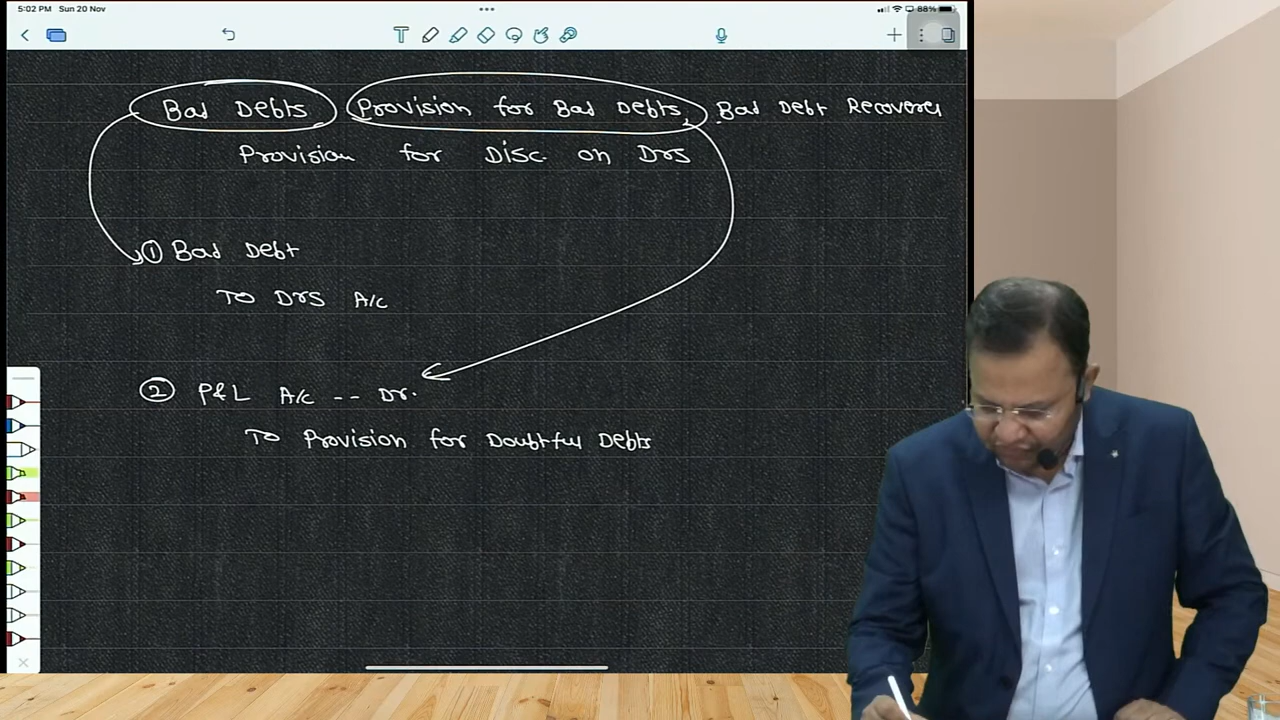 5:02 PM Sun 20 Nov
88%
Bad Debts, Provision for Bad Debts, Bad Debt Recovered
Provision for Disc. on Drs
① Bad Debt
To Drs A/c
② P&L A/c -- Dr.
To Provision for Doubtful Debts